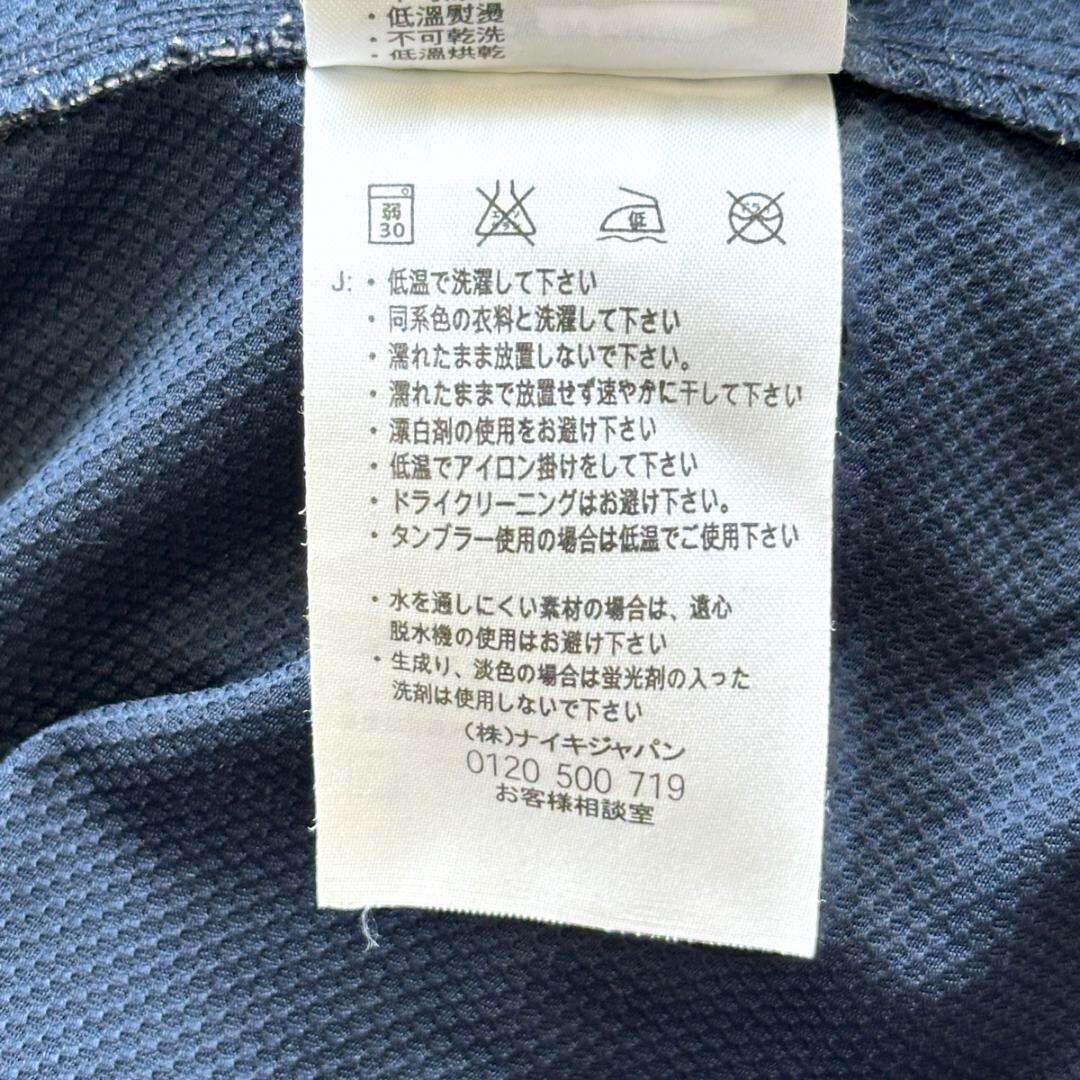 ・低溫熨燙
・不可乾洗
・低溫烘乾
弱
30
エンソ
サラシ
低
ドライ
J: ・低温で洗濯して下さい
・同系色の衣料と洗濯して下さい
・濡れたまま放置しないで下さい。
・濡れたままで放置せず速やかに干して下さい
・漂白剤の使用をお避け下さい
・低温でアイロン掛けをして下さい
・ドライクリーニングはお避け下さい。
・タンブラー使用の場合は低温でご使用下さい
・水を通しにくい素材の場合は、遠心
脱水機の使用はお避け下さい
・生成り、淡色の場合は蛍光剤の入った
洗剤は使用しないで下さい
(株)ナイキジャパン
0120 500 719
お客様相談室